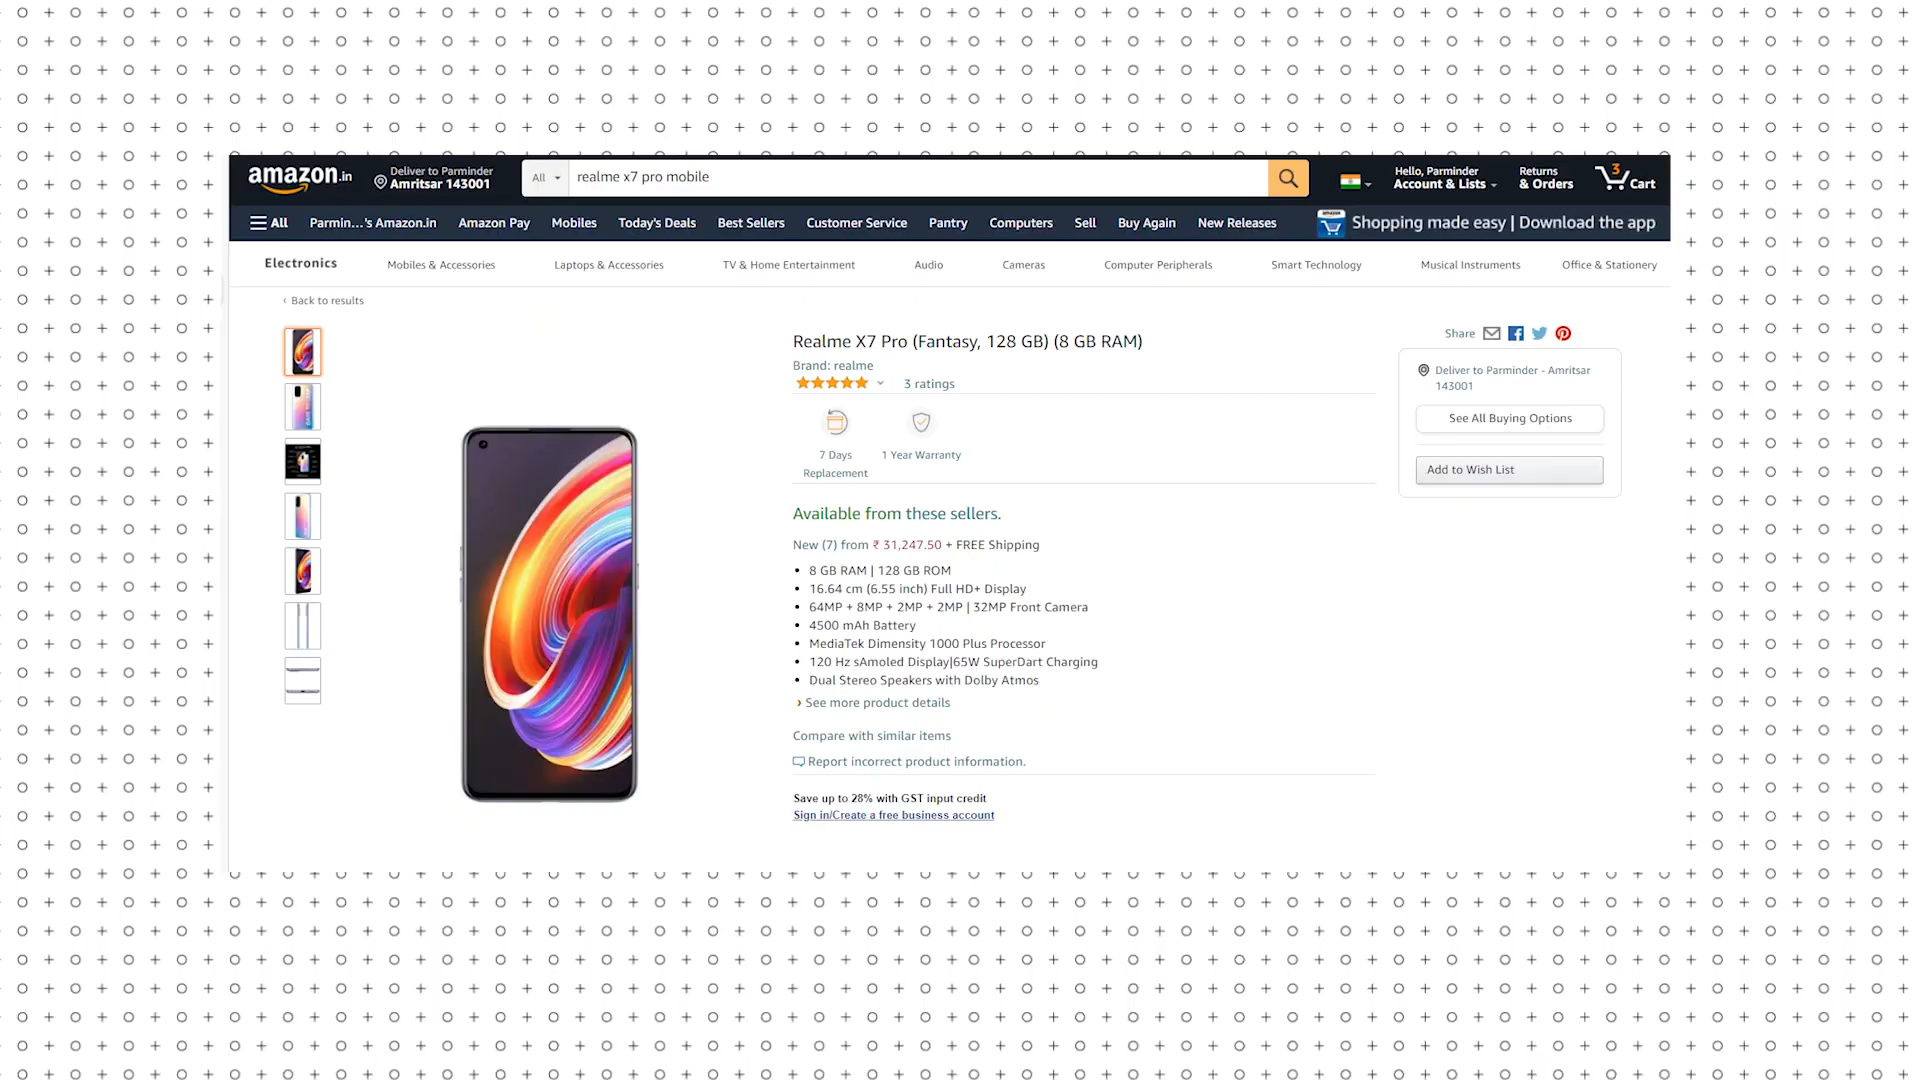 amazon.in
Deliver to Parminder
Amritsar 143001
All
realme x7 pro mobile
Hello, Parminder
Account & Lists
Returns
& Orders
3
Cart
All
Parmin...'s Amazon.in
Amazon Pay
Mobiles
Today's Deals
Best Sellers
Customer Service
Pantry
Computers
Sell
Buy Again
New Releases
amazon
Shopping made easy | Download the app
Electronics
Mobiles & Accessories
Laptops & Accessories
TV & Home Entertainment
Audio
Cameras
Computer Peripherals
Smart Technology
Musical Instruments
Office & Stationery
‹ Back to results
Realme X7 Pro (Fantasy, 128 GB) (8 GB RAM)
Brand: realme
3 ratings
7 Days
Replacement
1 Year Warranty
Available from these sellers.
New (7) from ₹ 31,247.50 + FREE Shipping
• 8 GB RAM | 128 GB ROM
• 16.64 cm (6.55 inch) Full HD+ Display
• 64MP + 8MP + 2MP + 2MP | 32MP Front Camera
• 4500 mAh Battery
• MediaTek Dimensity 1000 Plus Processor
• 120 Hz sAmoled Display|65W SuperDart Charging
• Dual Stereo Speakers with Dolby Atmos
› See more product details
Compare with similar items
Report incorrect product information.
Save up to 28% with GST input credit
Sign in/Create a free business account
Share
Deliver to Parminder - Amritsar
143001
See All Buying Options
Add to Wish List